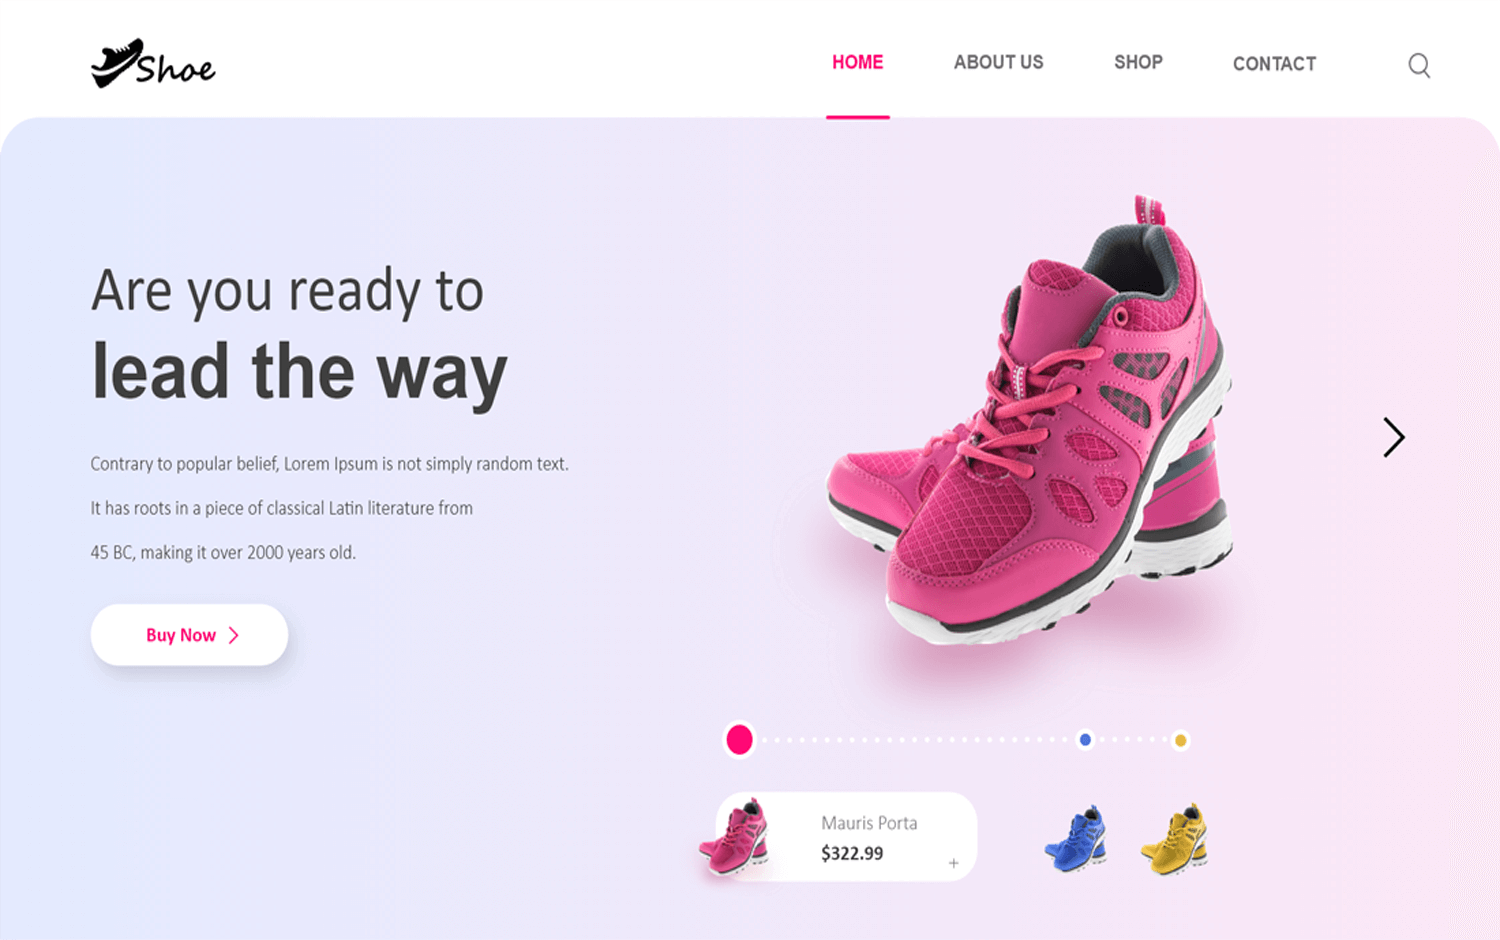 Shoe
HOME ABOUT US SHOP CONTACT
Are you ready to
lead the way
Contrary to popular belief, Lorem Ipsum is not simply random text.
It has roots in a piece of classical Latin literature from
45 BC, making it over 2000 years old.
Buy Now
Mauris Porta
$322.99
+